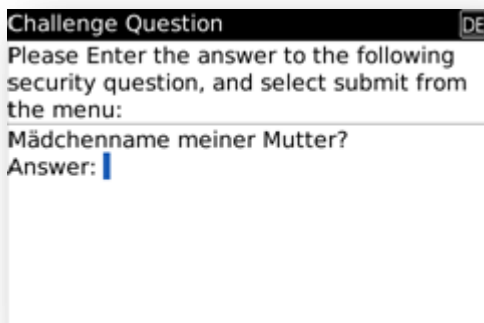 Challenge Question DE
Please Enter the answer to the following
security question, and select submit from
the menu:
Mädchenname meiner Mutter?
Answer: